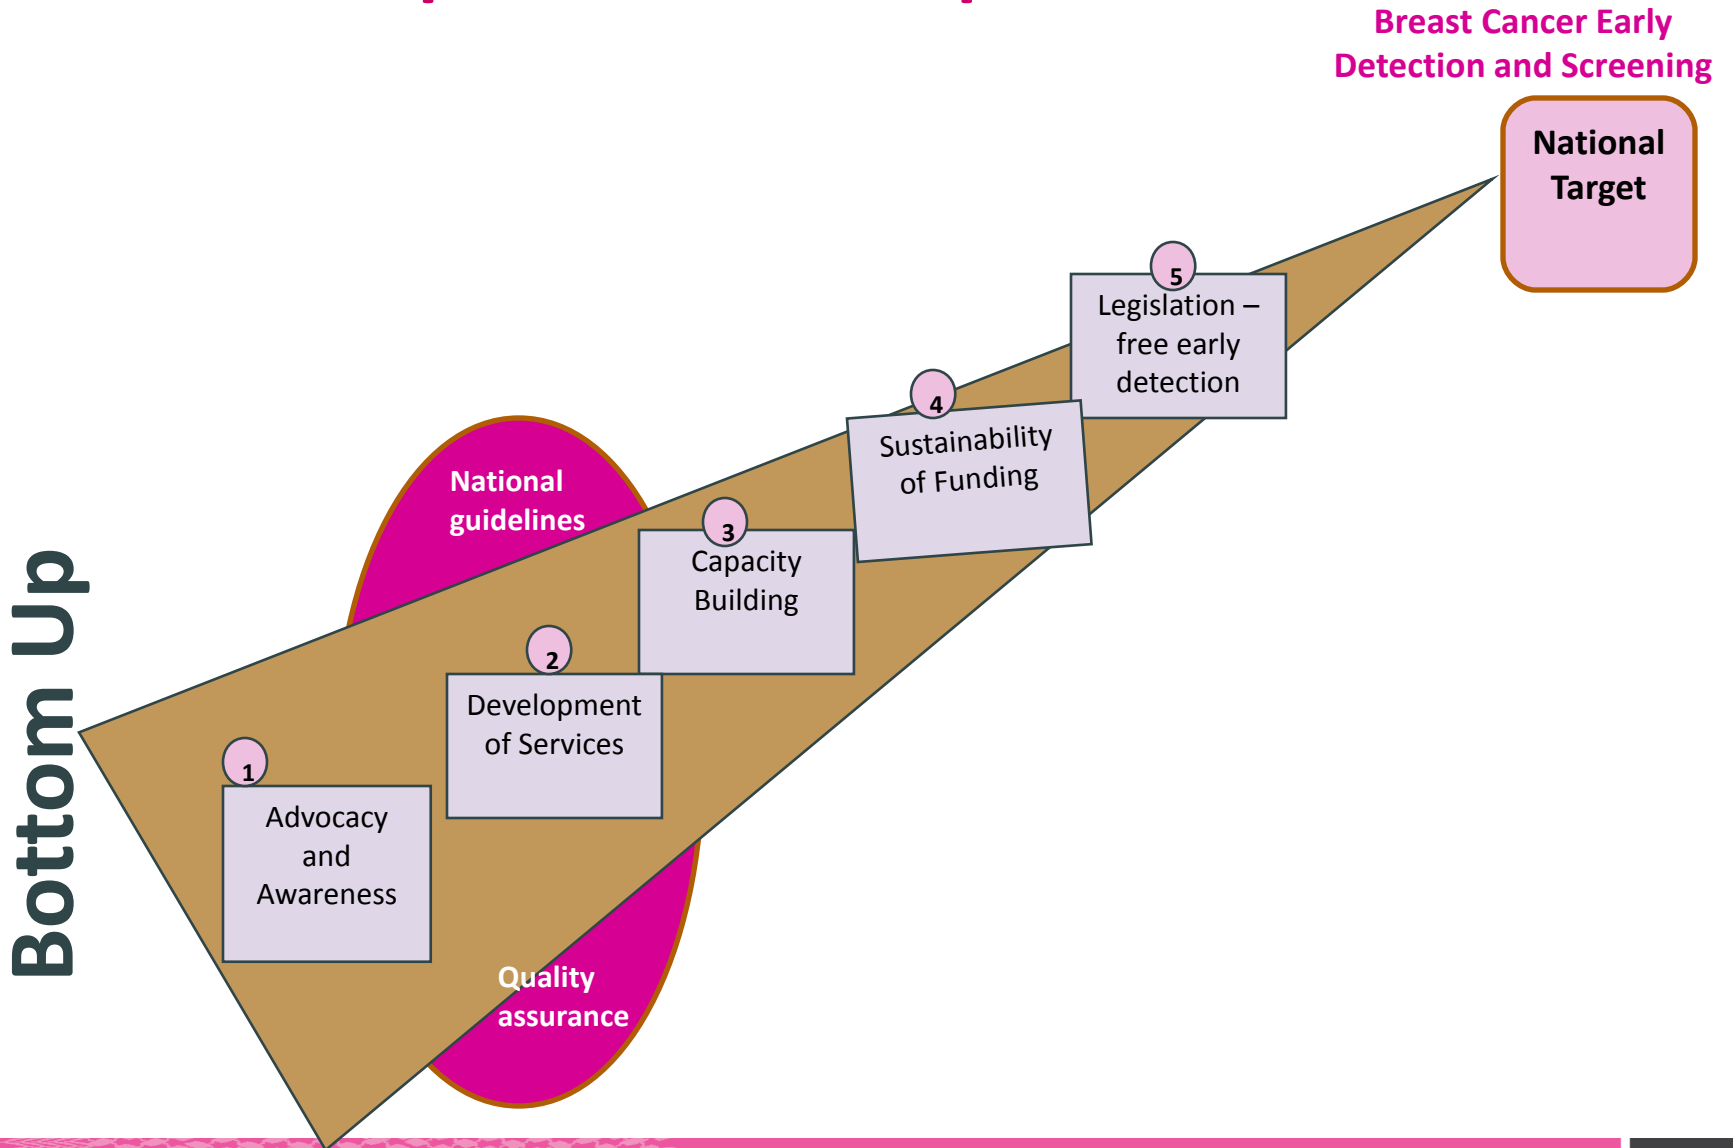 Breast Cancer Early
Detection and Screening
National
Target
5
Legislation –
free early
detection
4
Sustainability
of Funding
National
guidelines
3
Capacity
Building
2
Development
of Services
1
Advocacy
and
Awareness
Quality
assurance
Bottom Up